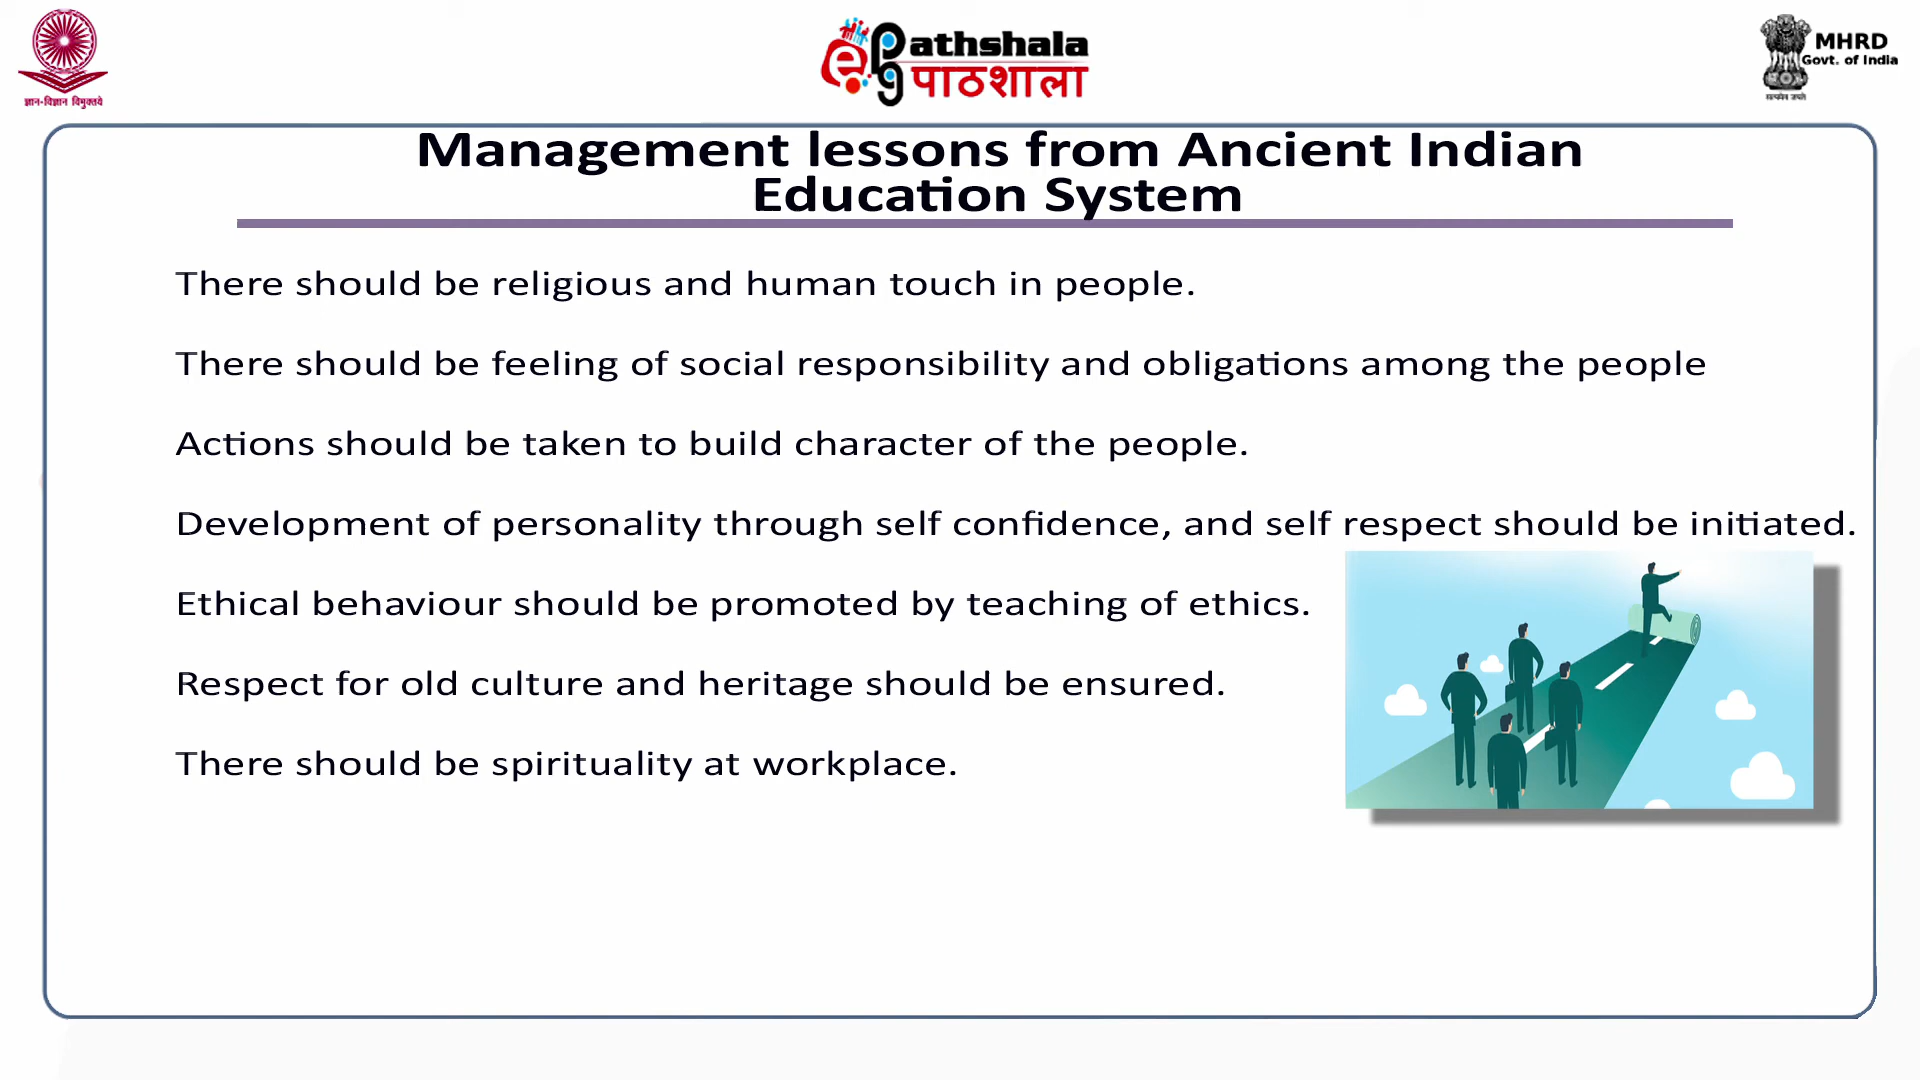 ज्ञान-विज्ञान विमुक्तये
e
pg
athshala
पाठशाला
MHRD
Govt. of India
सत्यमेव जयते
Management lessons from Ancient Indian
Education System
There should be religious and human touch in people.
There should be feeling of social responsibility and obligations among the people
Actions should be taken to build character of the people.
Development of personality through self confidence, and self respect should be initiated.
Ethical behaviour should be promoted by teaching of ethics.
Respect for old culture and heritage should be ensured.
There should be spirituality at workplace.